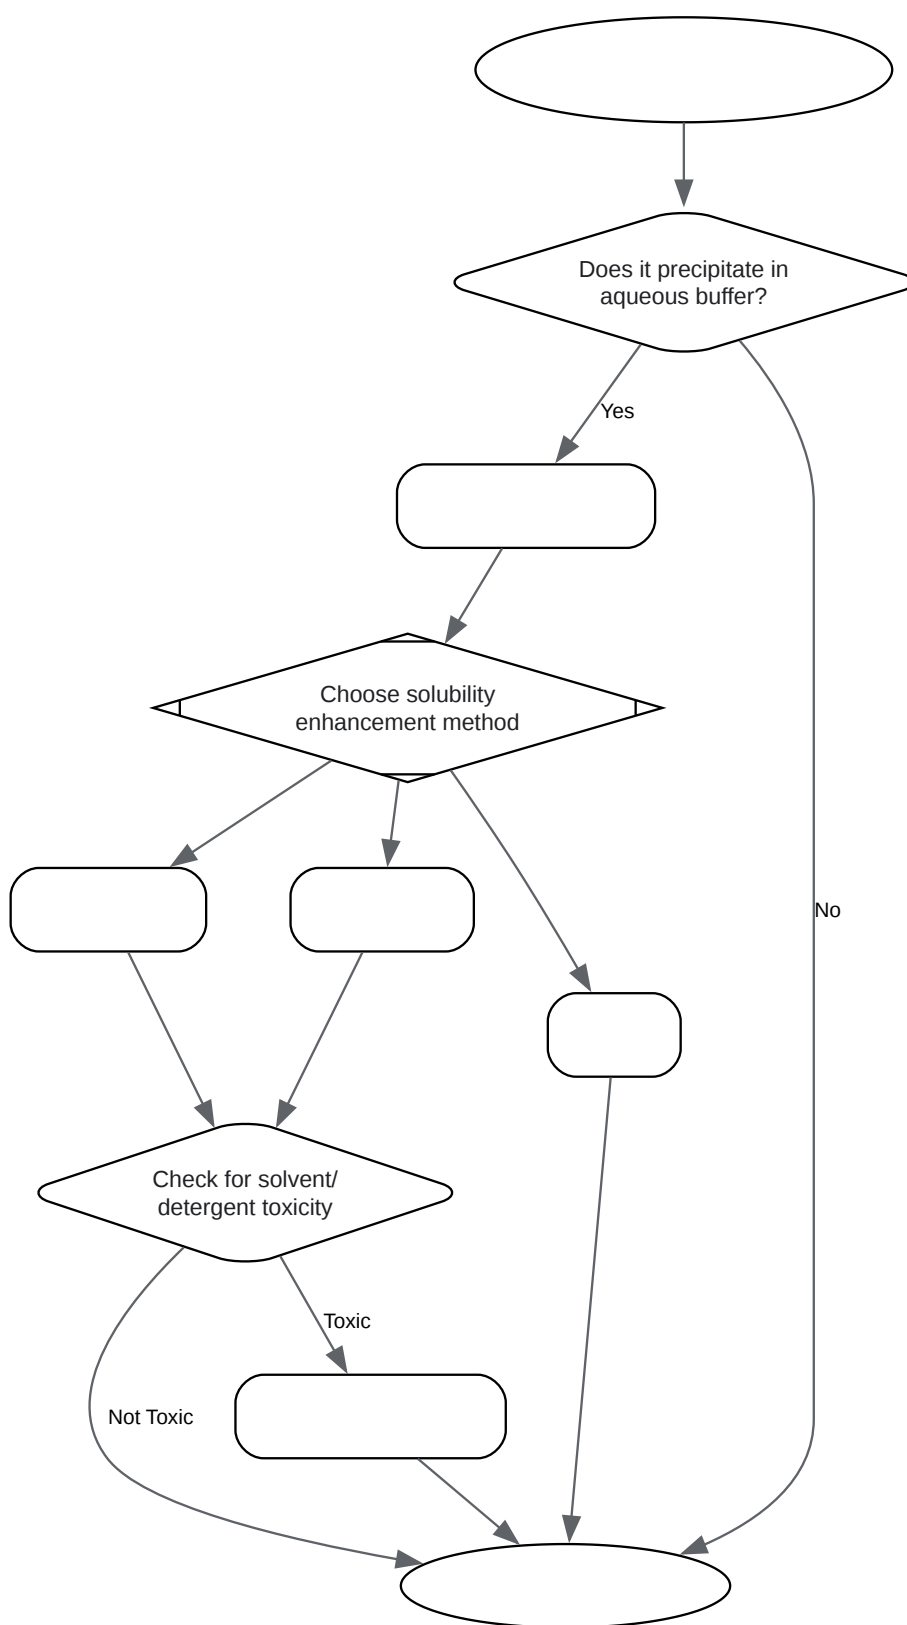 Does it precipitate in
aqueous buffer?
Yes
Choose solubility
enhancement method
No
Check for solvent/
detergent toxicity
Toxic
Not Toxic